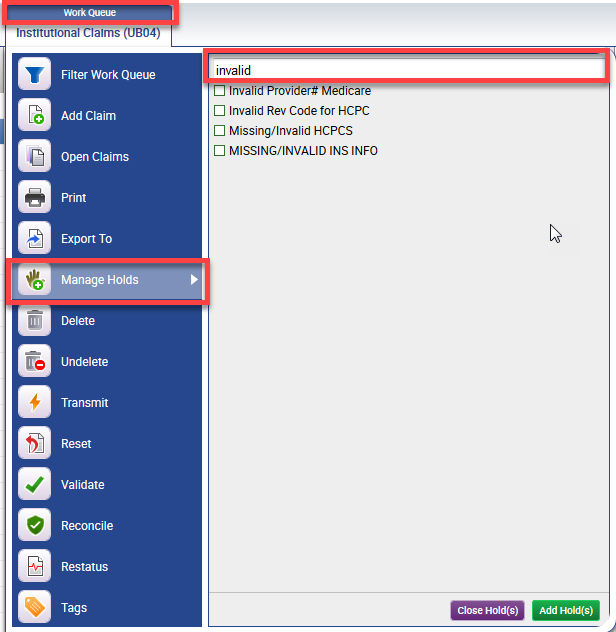 Work Queue
Institutional Claims (UB04)
Filter Work Queue
Add Claim
Open Claims
Print
Export To
Manage Holds
Delete
Undelete
Transmit
Reset
Validate
Reconcile
Restatus
Tags
invalid
Invalid Provider# Medicare
Invalid Rev Code for HCPC
Missing/Invalid HCPCS
MISSING/INVALID INS INFO
Close Hold(s)
Add Hold(s)